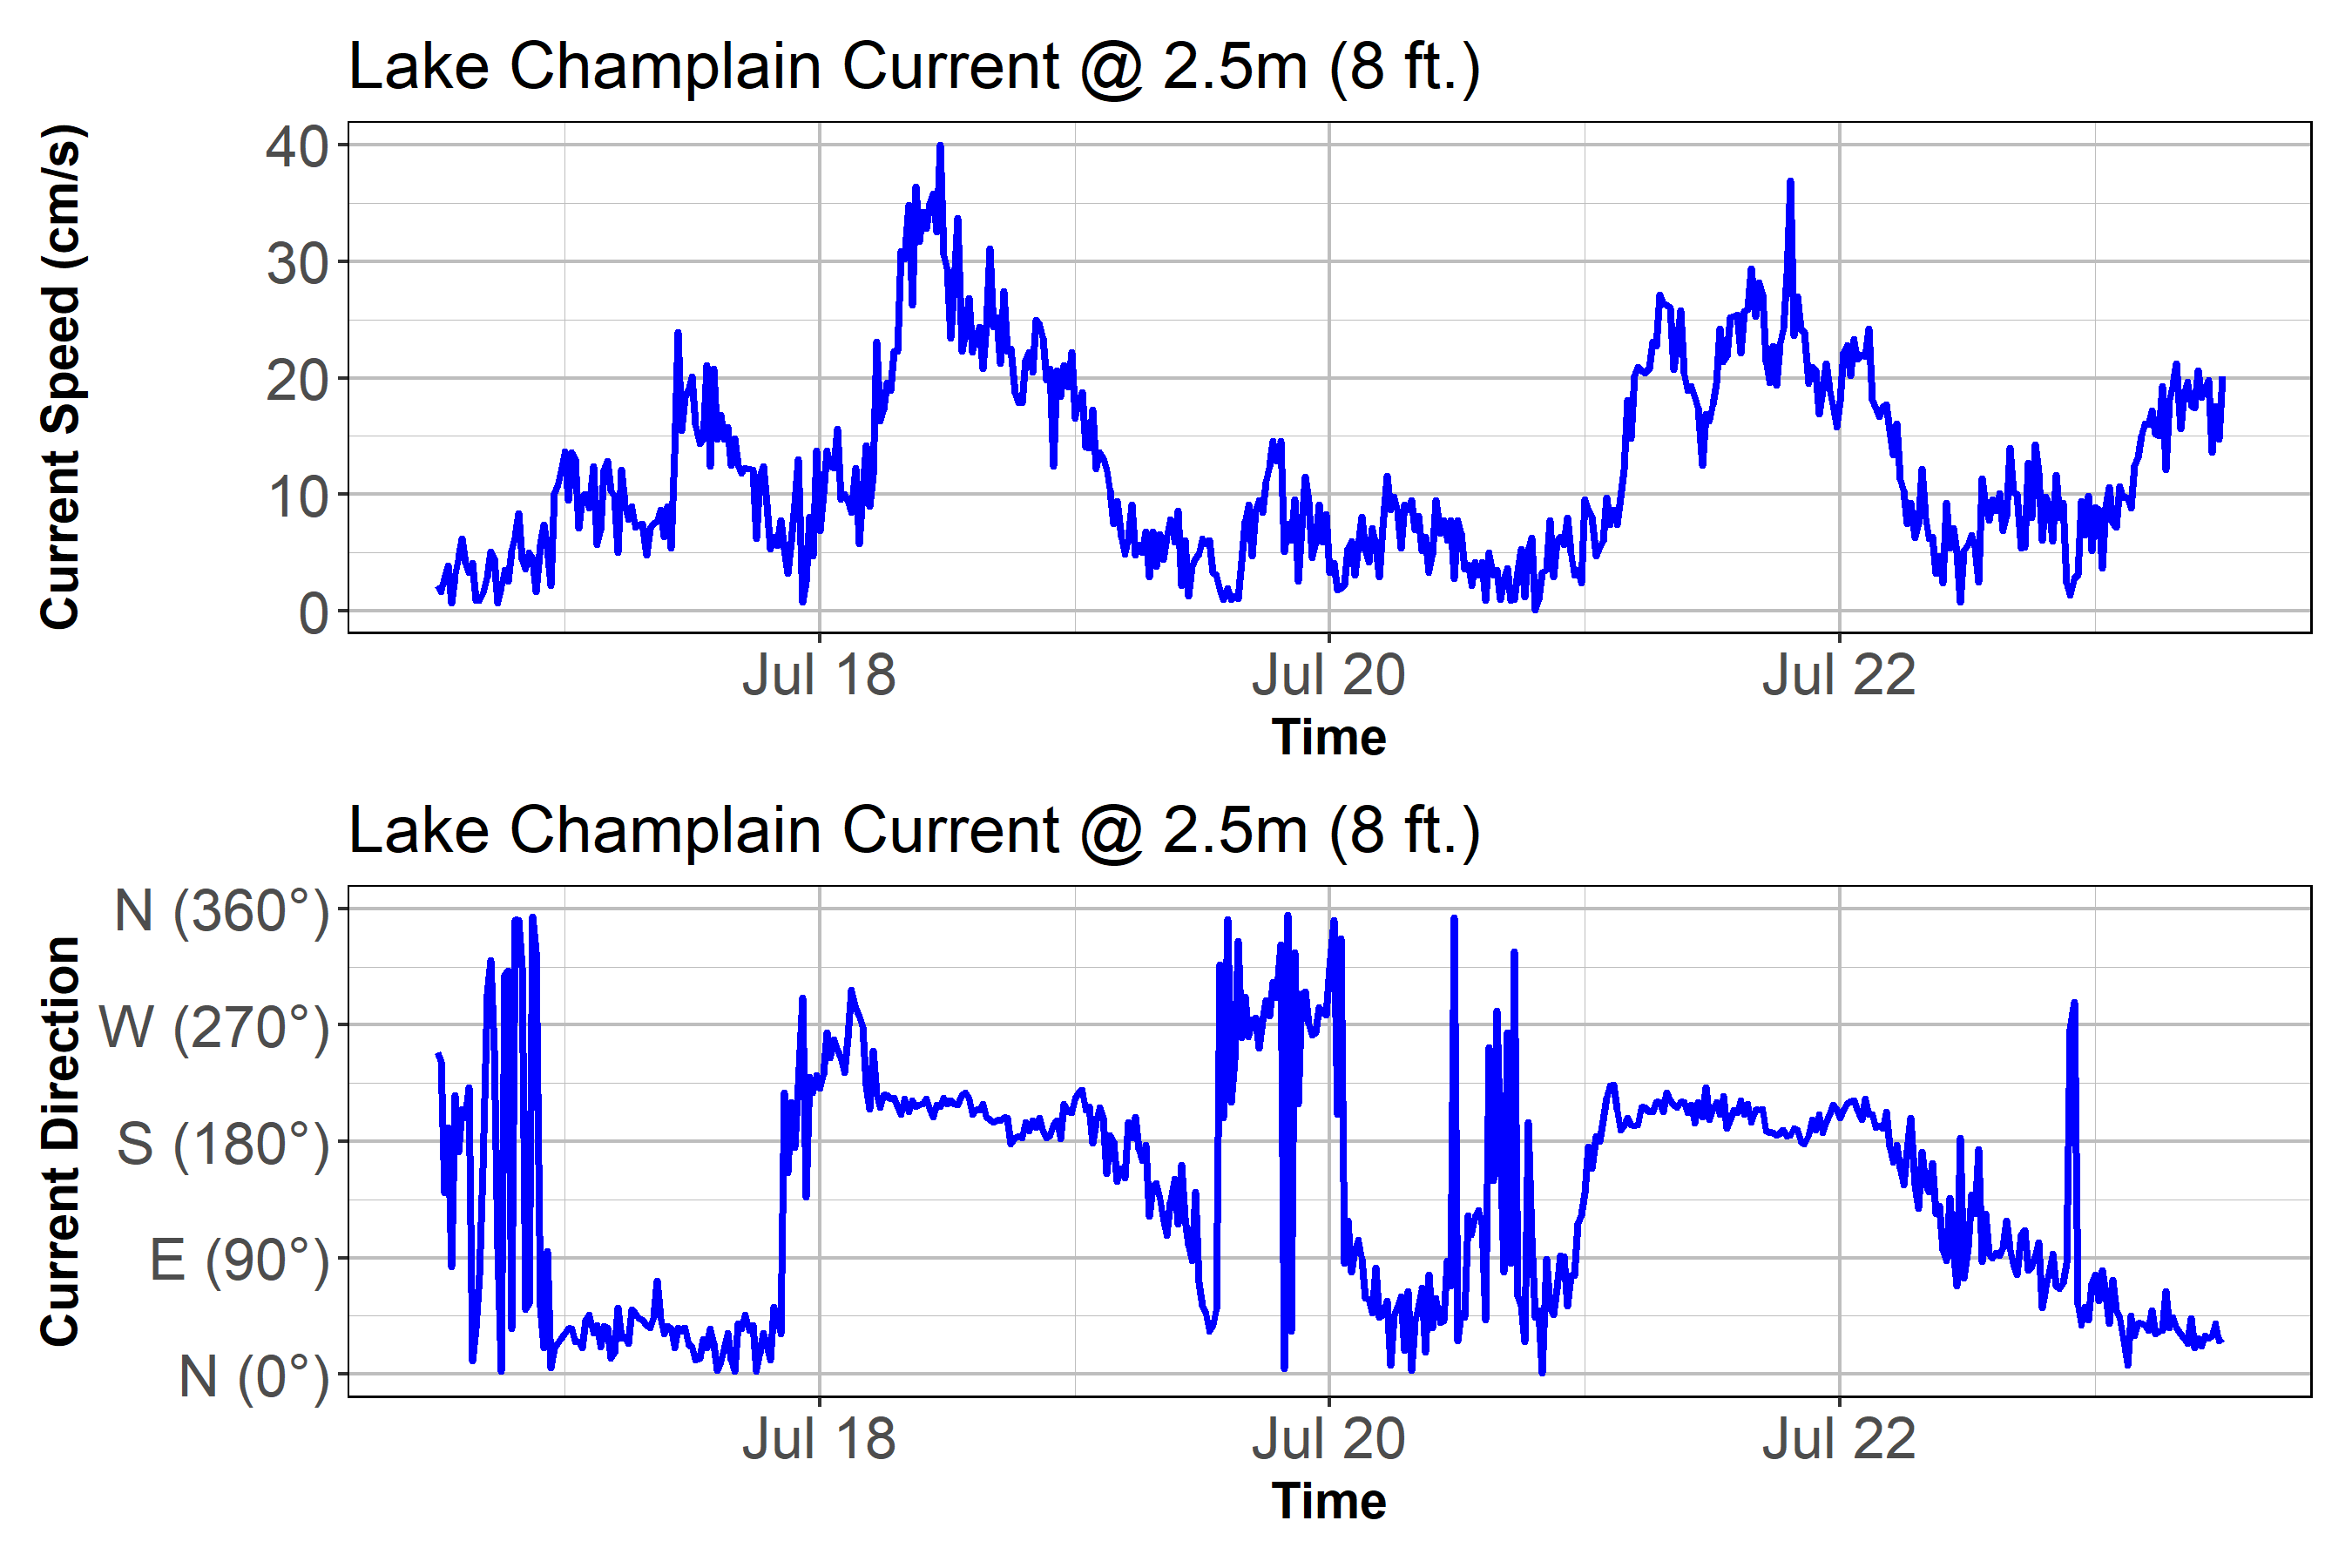 Lake Champlain Current @ 2.5m (8 ft.)
Current Speed (cm/s)
40
30
20
10
0
Jul 18 Jul 20 Jul 22
Time
Lake Champlain Current @ 2.5m (8 ft.)
Current Direction
N (360°)
W (270°)
S (180°)
E (90°)
N (0°)
Jul 18 Jul 20 Jul 22
Time